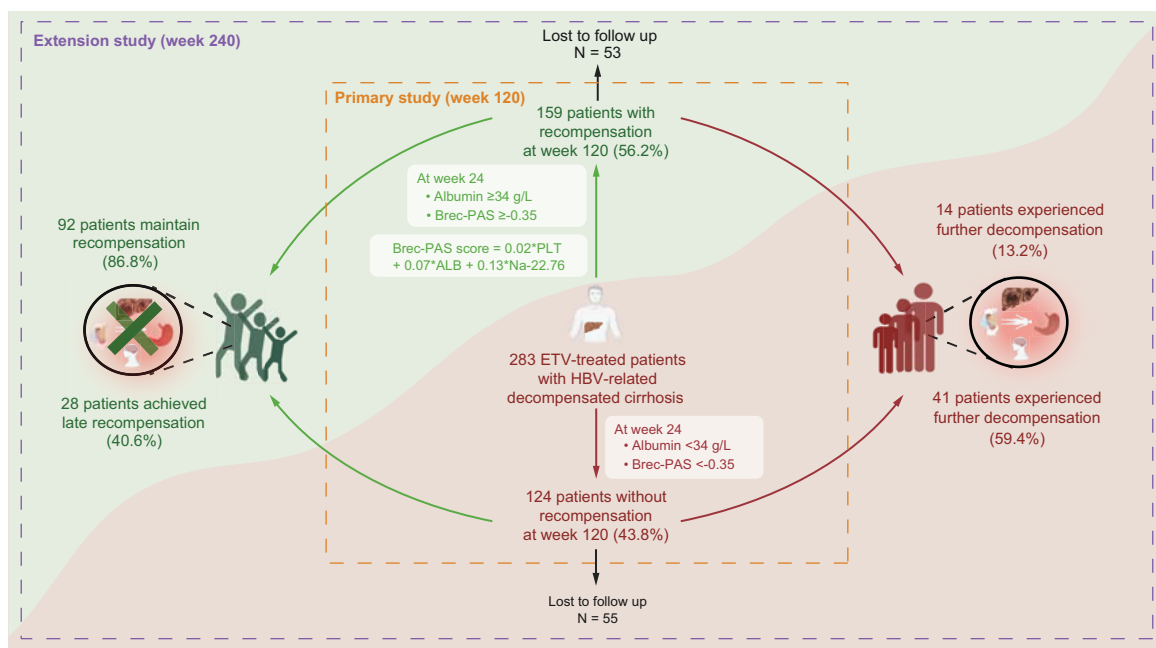 Extension study (week 240)
Lost to follow up
N = 53
Primary study (week 120)
159 patients with
recompensation
at week 120 (56.2%)
At week 24
• Albumin ≥34 g/L
• Brec-PAS ≥-0.35
Brec-PAS score = 0.02*PLT
+ 0.07*ALB + 0.13*Na-22.76
92 patients maintain
recompensation
(86.8%)
14 patients experienced
further decompensation
(13.2%)
283 ETV-treated patients
with HBV-related
decompensated cirrhosis
28 patients achieved
late recompensation
(40.6%)
41 patients experienced
further decompensation
(59.4%)
At week 24
• Albumin <34 g/L
• Brec-PAS <-0.35
124 patients without
recompensation
at week 120 (43.8%)
Lost to follow up
N = 55